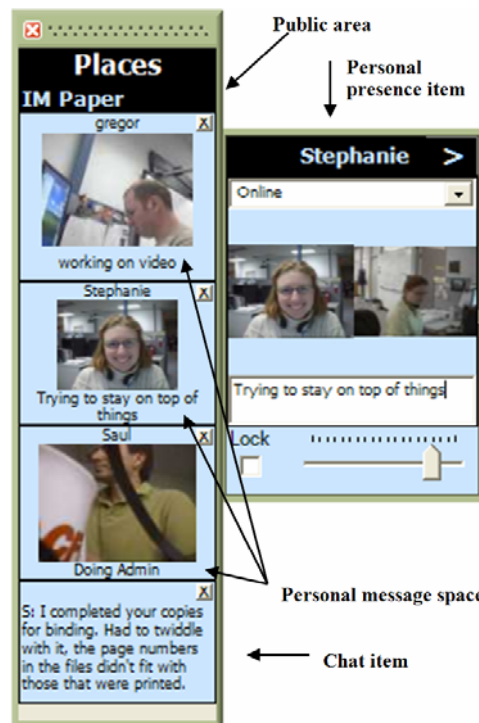 Public area
Places
Personal
presence item
IM Paper
gregor X
Stephanie >
Online
working on video
Stephanie X
Trying to stay on top of
things
Trying to stay on top of things
Saul X
Lock
Doing Admin
X
Personal message space
S: I completed your copies
for binding. Had to twiddle
with it, the page numbers
in the files didn't fit with
those that were printed.
Chat item